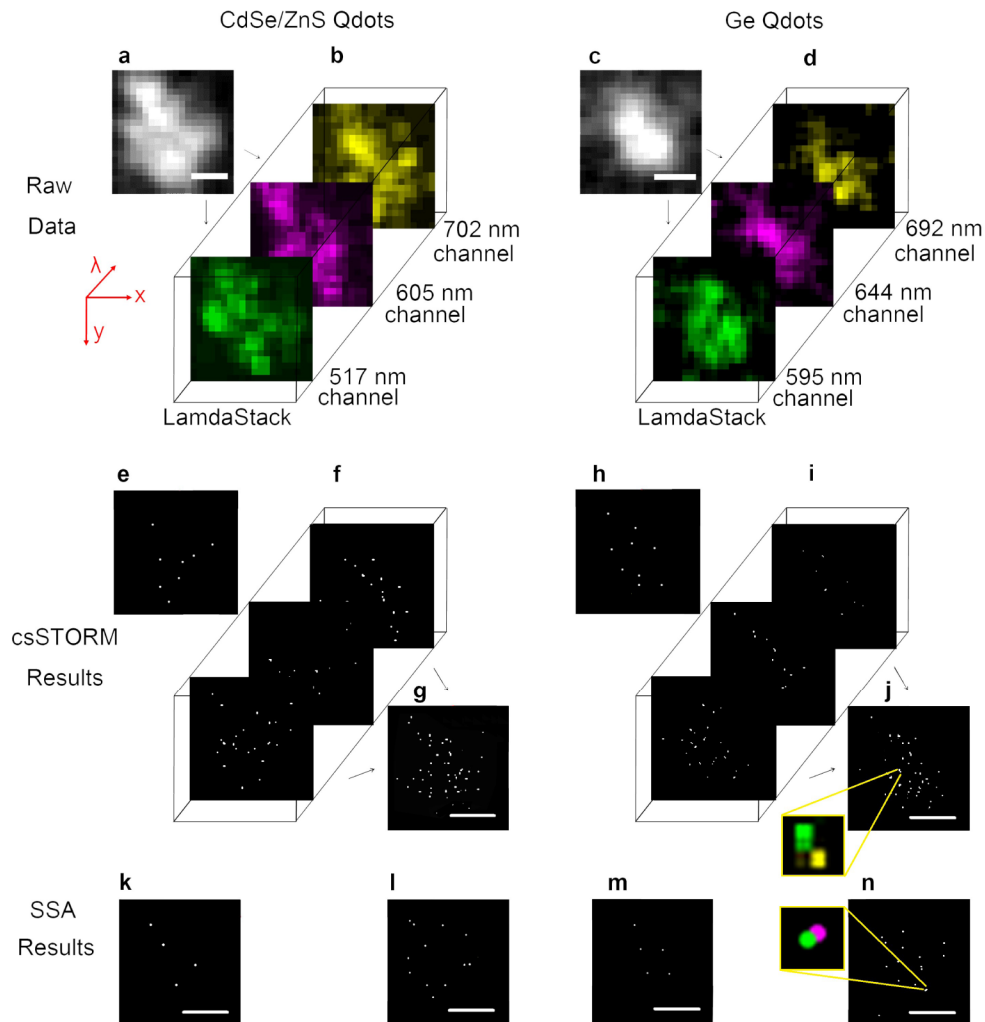 CdSe/ZnS Qdots
Ge Qdots
a
b
c
d
Raw
Data
λ
x
y
702 nm
channel
605 nm
channel
517 nm
channel
LamdaStack
692 nm
channel
644 nm
channel
595 nm
channel
LamdaStack
e
f
h
i
csSTORM
Results
g
j
k
l
m
n
SSA
Results